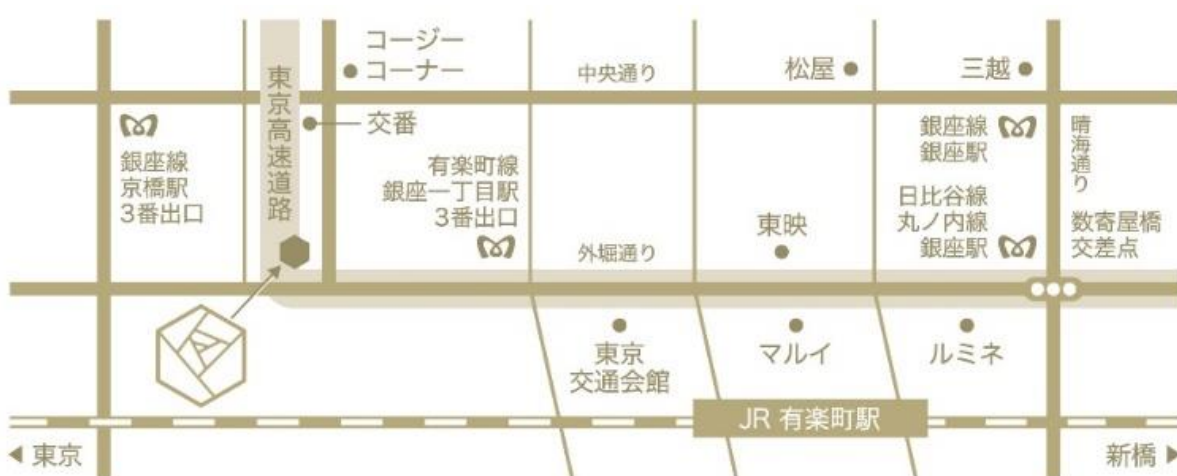 コージー
コーナー
中央通り
松屋
三越
東京高速道路
交番
銀座線
京橋駅
3番出口
有楽町線
銀座一丁目駅
3番出口
銀座線
銀座駅
日比谷線
丸ノ内線
銀座駅
晴海通り
数寄屋橋
交差点
外堀通り
東映
東京
交通会館
マルイ
ルミネ
JR 有楽町駅
東京
新橋